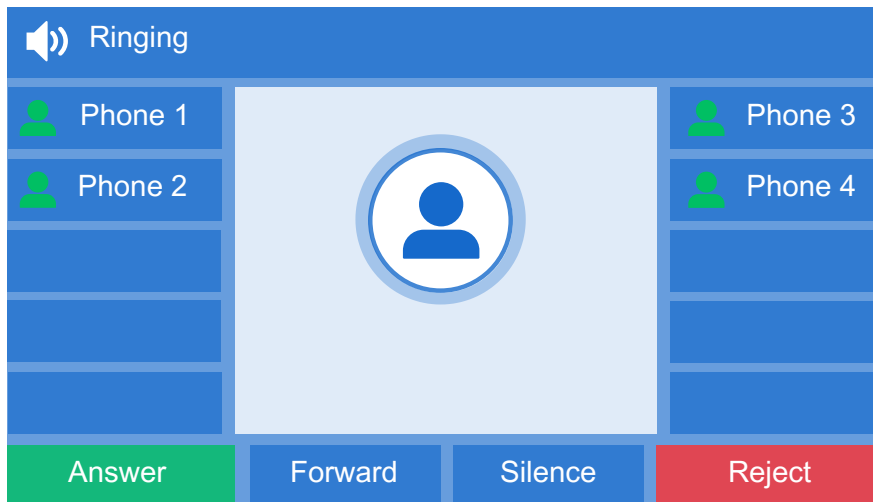 Ringing
Phone 1
Phone 3
Phone 2
Phone 4
Answer
Forward
Silence
Reject